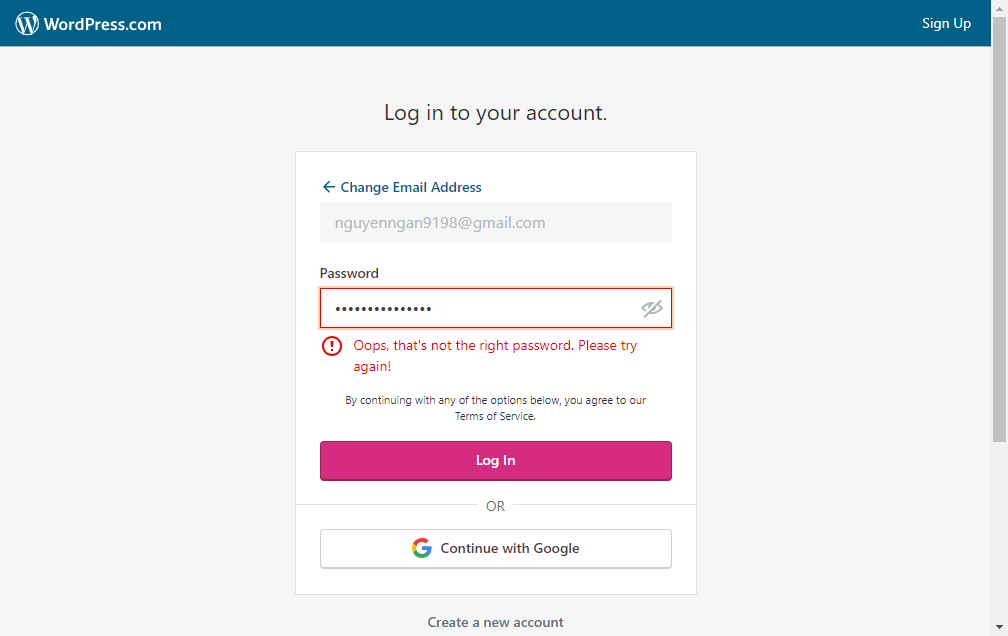 WordPress.com
Sign Up
Log in to your account.
← Change Email Address
nguyenngan9198@gmail.com
Password
•••••••••••••••
Oops, that's not the right password. Please try
again!
By continuing with any of the options below, you agree to our
Terms of Service.
Log In
OR
Continue with Google
Create a new account